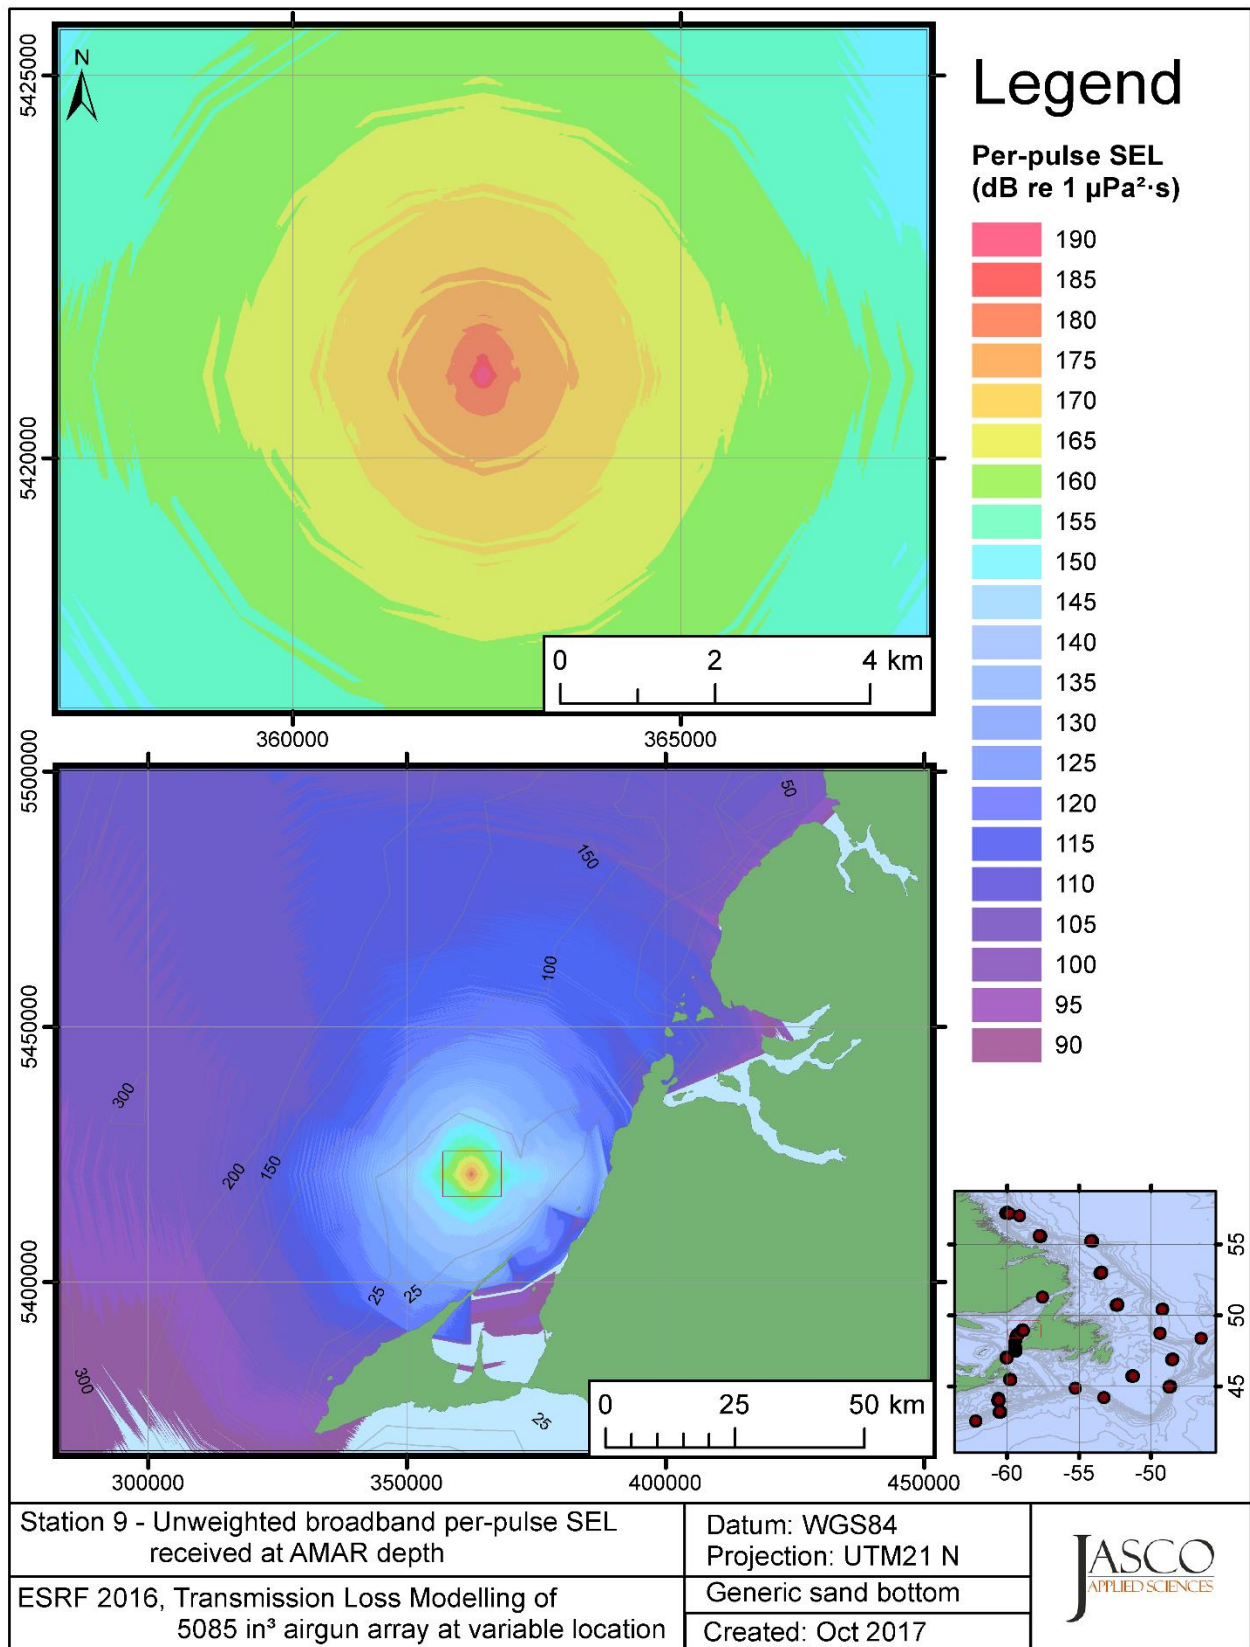 N
5425000
5420000
360000
365000
0 2 4 km
Legend
Per-pulse SEL
(dB re 1 µPa²·s)
190
185
180
175
170
165
160
155
150
145
140
135
130
125
120
115
110
105
100
95
90
5500000
5450000
5400000
300000
350000
400000
450000
50
150
100
300
200
150
25
25
300
25
0 25 50 km
55
50
45
-60 -55 -50
Station 9 - Unweighted broadband per-pulse SEL
received at AMAR depth
ESRF 2016, Transmission Loss Modelling of
5085 in³ airgun array at variable location
Datum: WGS84
Projection: UTM21 N
Generic sand bottom
Created: Oct 2017
JASCO
APPLIED SCIENCES